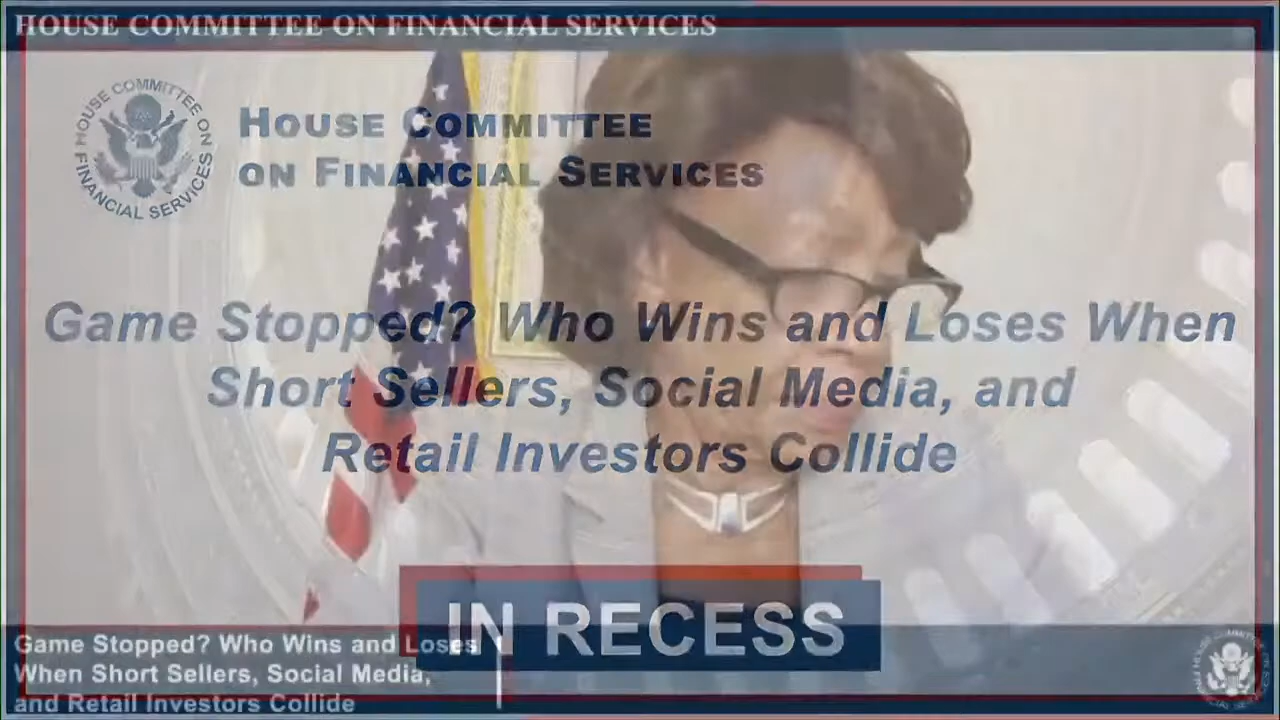 HOUSE COMMITTEE ON FINANCIAL SERVICES
HOUSE COMMITTEE ON FINANCIAL SERVICES
HOUSE COMMITTEE
ON FINANCIAL SERVICES
Game Stopped? Who Wins and Loses When
Short Sellers, Social Media, and
Retail Investors Collide
IN RECESS
Game Stopped? Who Wins and Loses
When Short Sellers, Social Media,
and Retail Investors Collide